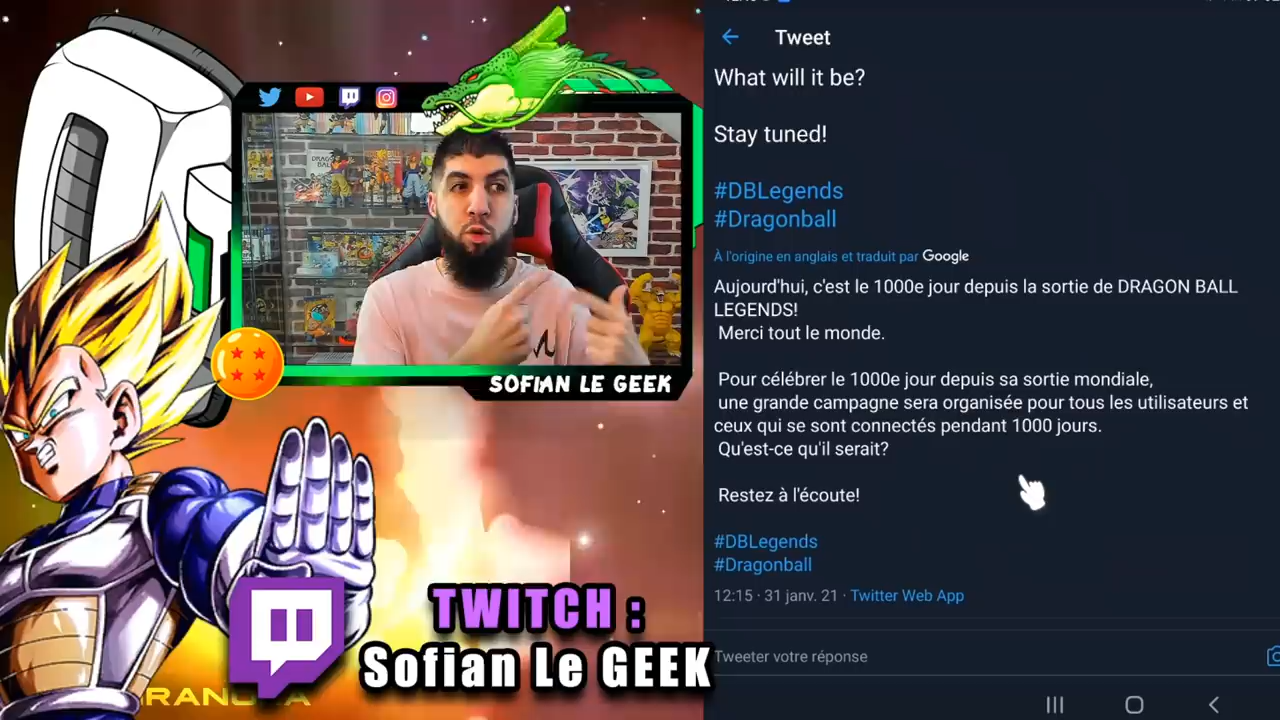 Tweet
What will it be?
Stay tuned!
#DBLegends
#Dragonball
À l'origine en anglais et traduit par Google
Aujourd'hui, c'est le 1000e jour depuis la sortie de DRAGON BALL
LEGENDS!
Merci tout le monde.
Pour célébrer le 1000e jour depuis sa sortie mondiale,
une grande campagne sera organisée pour tous les utilisateurs et
ceux qui se sont connectés pendant 1000 jours.
Qu'est-ce qu'il serait?
Restez à l'écoute!
#DBLegends
#Dragonball
12:15 · 31 janv. 21 · Twitter Web App
Tweeter votre réponse
SOFIAN LE GEEK
TWITCH :
Sofian Le GEEK